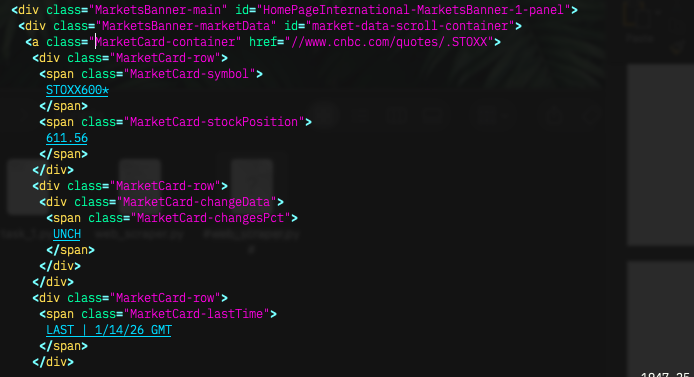 <div class="MarketsBanner-main" id="HomePageInternational-MarketsBanner-1-panel">
<div class="MarketsBanner-marketData" id="market-data-scroll-container">
<a class="MarketCard-container" href="//www.cnbc.com/quotes/.STOXX">
<div class="MarketCard-row">
<span class="MarketCard-symbol">
STOXX600*
</span>
<span class="MarketCard-stockPosition">
611.56
</span>
</div>
<div class="MarketCard-row">
<div class="MarketCard-changeData">
<span class="MarketCard-changesPct">
UNCH
</span>
</div>
</div>
<div class="MarketCard-row">
<span class="MarketCard-lastTime">
LAST | 1/14/26 GMT
</span>
</div>